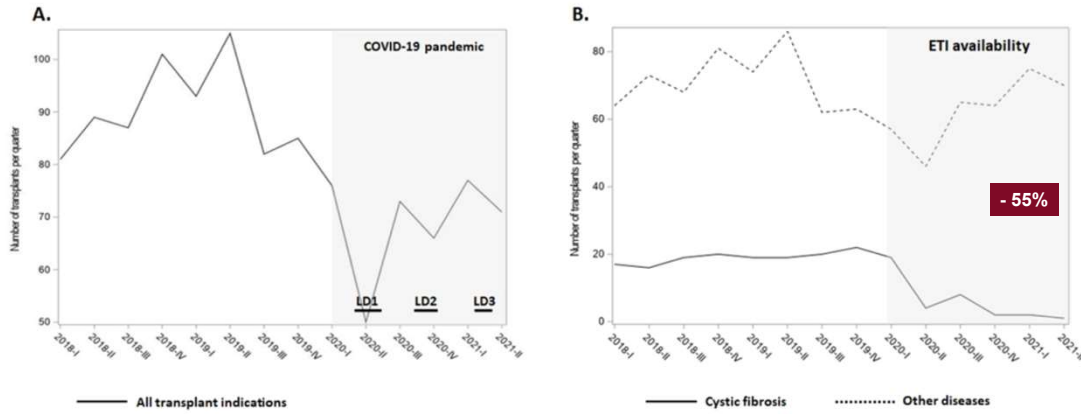 A.
COVID-19 pandemic
Number of transplants per quarter
100
90
80
70
60
50
LD1
LD2
LD3
2018-I
2018-II
2018-III
2018-IV
2019-I
2019-II
2019-III
2019-IV
2020-I
2020-II
2020-III
2020-IV
2021-I
2021-II
All transplant indications
B.
ETI availability
Number of transplants per quarter
80
60
40
20
0
- 55%
2018-I
2018-II
2018-III
2018-IV
2019-I
2019-II
2019-III
2019-IV
2020-I
2020-II
2020-III
2020-IV
2021-I
2021-II
Cystic fibrosis
Other diseases